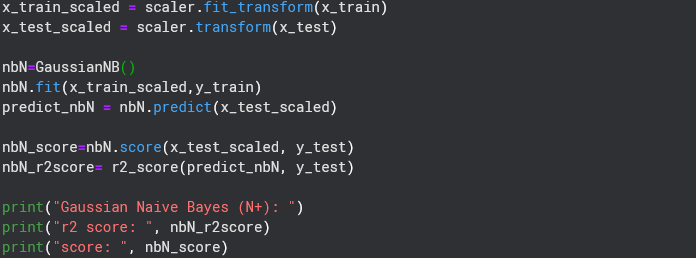 x_train_scaled = scaler.fit_transform(x_train)
x_test_scaled = scaler.transform(x_test)
nbN=GaussianNB()
nbN.fit(x_train_scaled,y_train)
predict_nbN = nbN.predict(x_test_scaled)
nbN_score=nbN.score(x_test_scaled, y_test)
nbN_r2score= r2_score(predict_nbN, y_test)
print("Gaussian Naive Bayes (N+): ")
print("r2 score: ", nbN_r2score)
print("score: ", nbN_score)